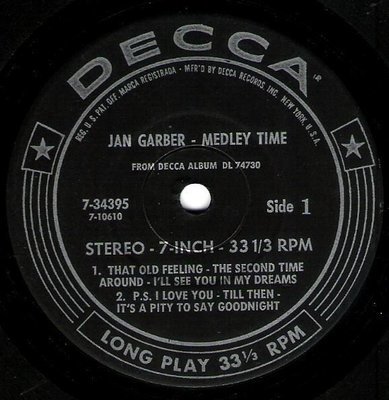 DECCA
REG. U.S. PAT. OFF. MARCA REGISTRADA - MF'R'D BY DECCA RECORDS, INC., NEW YORK, U.S.A.
JAN GARBER - MEDLEY TIME
FROM DECCA ALBUM DL 74730
7-34395
7-10610
Side 1
STEREO - 7-INCH - 33 1/3 RPM
1. THAT OLD FEELING - THE SECOND TIME
AROUND - I'LL SEE YOU IN MY DREAMS
2. P.S. I LOVE YOU - TILL THEN -
IT'S A PITY TO SAY GOODNIGHT
LONG PLAY 33⅓ RPM